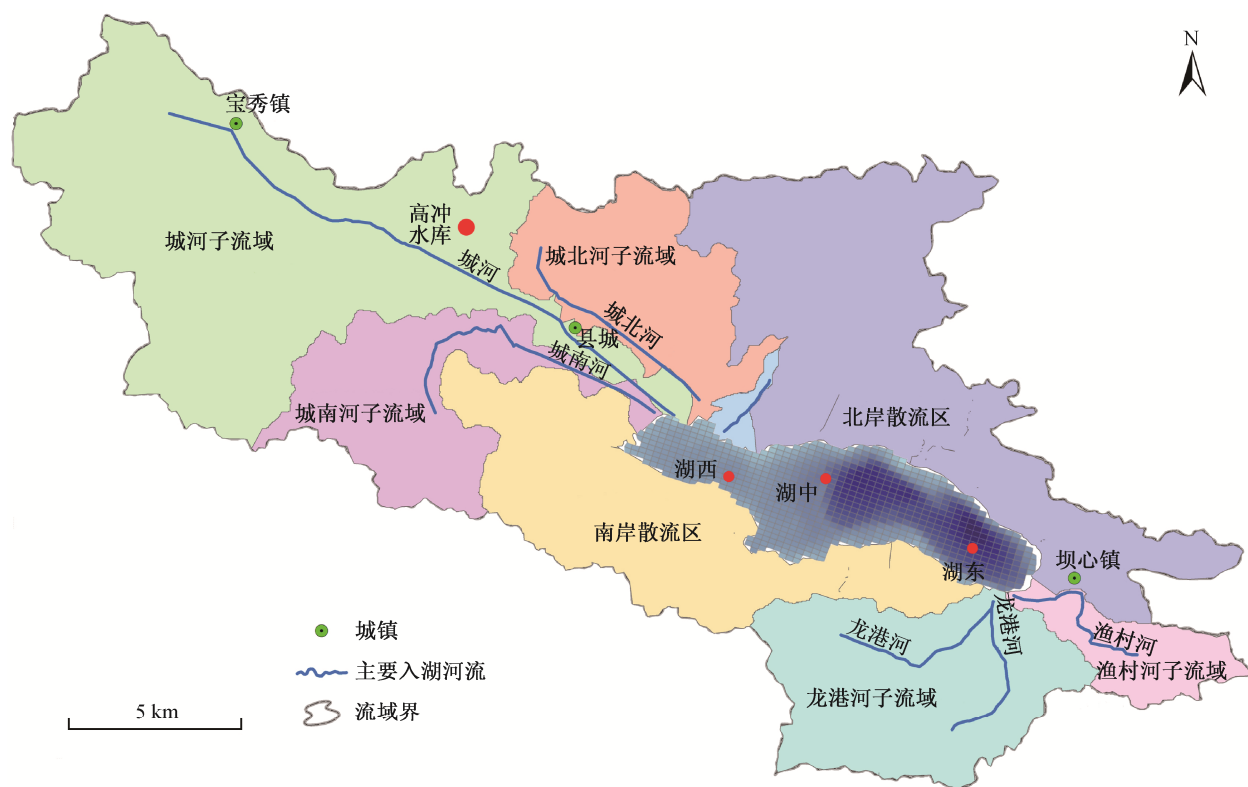 N
宝秀镇
高冲
水库
城河子流域
城河
城北河子流域
城北河
县城
城南河
城南河子流域
北岸散流区
湖西
湖中
南岸散流区
湖东
坝心镇
龙港河
龙港河
渔村河
渔村河子流域
龙港河子流域
城镇
主要入湖河流
流域界
5 km